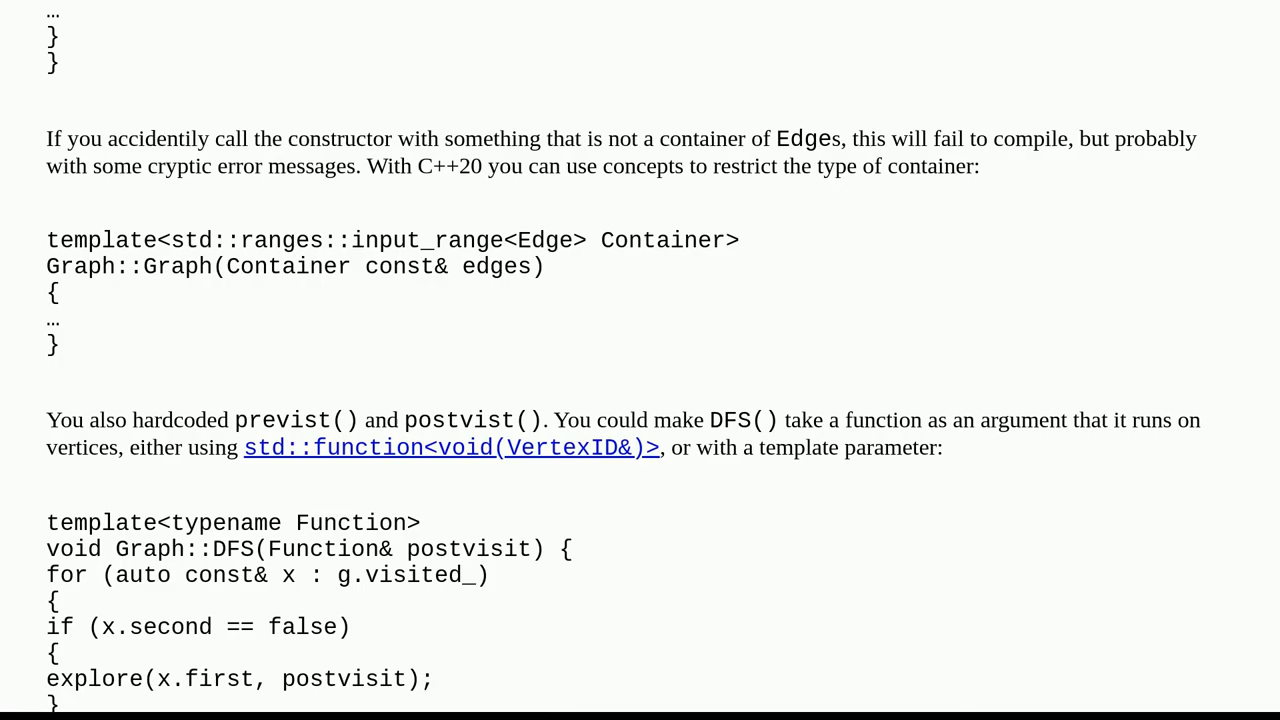 …
}
}
If you accidentily call the constructor with something that is not a container of Edges, this will fail to compile, but probably
with some cryptic error messages. With C++20 you can use concepts to restrict the type of container:
template<std::ranges::input_range<Edge> Container>
Graph::Graph(Container const& edges)
{
…
}
You also hardcoded previst() and postvist(). You could make DFS() take a function as an argument that it runs on
vertices, either using std::function<void(VertexID&)>, or with a template parameter:
template<typename Function>
void Graph::DFS(Function& postvisit) {
for (auto const& x : g.visited_)
{
if (x.second == false)
{
explore(x.first, postvisit);
}